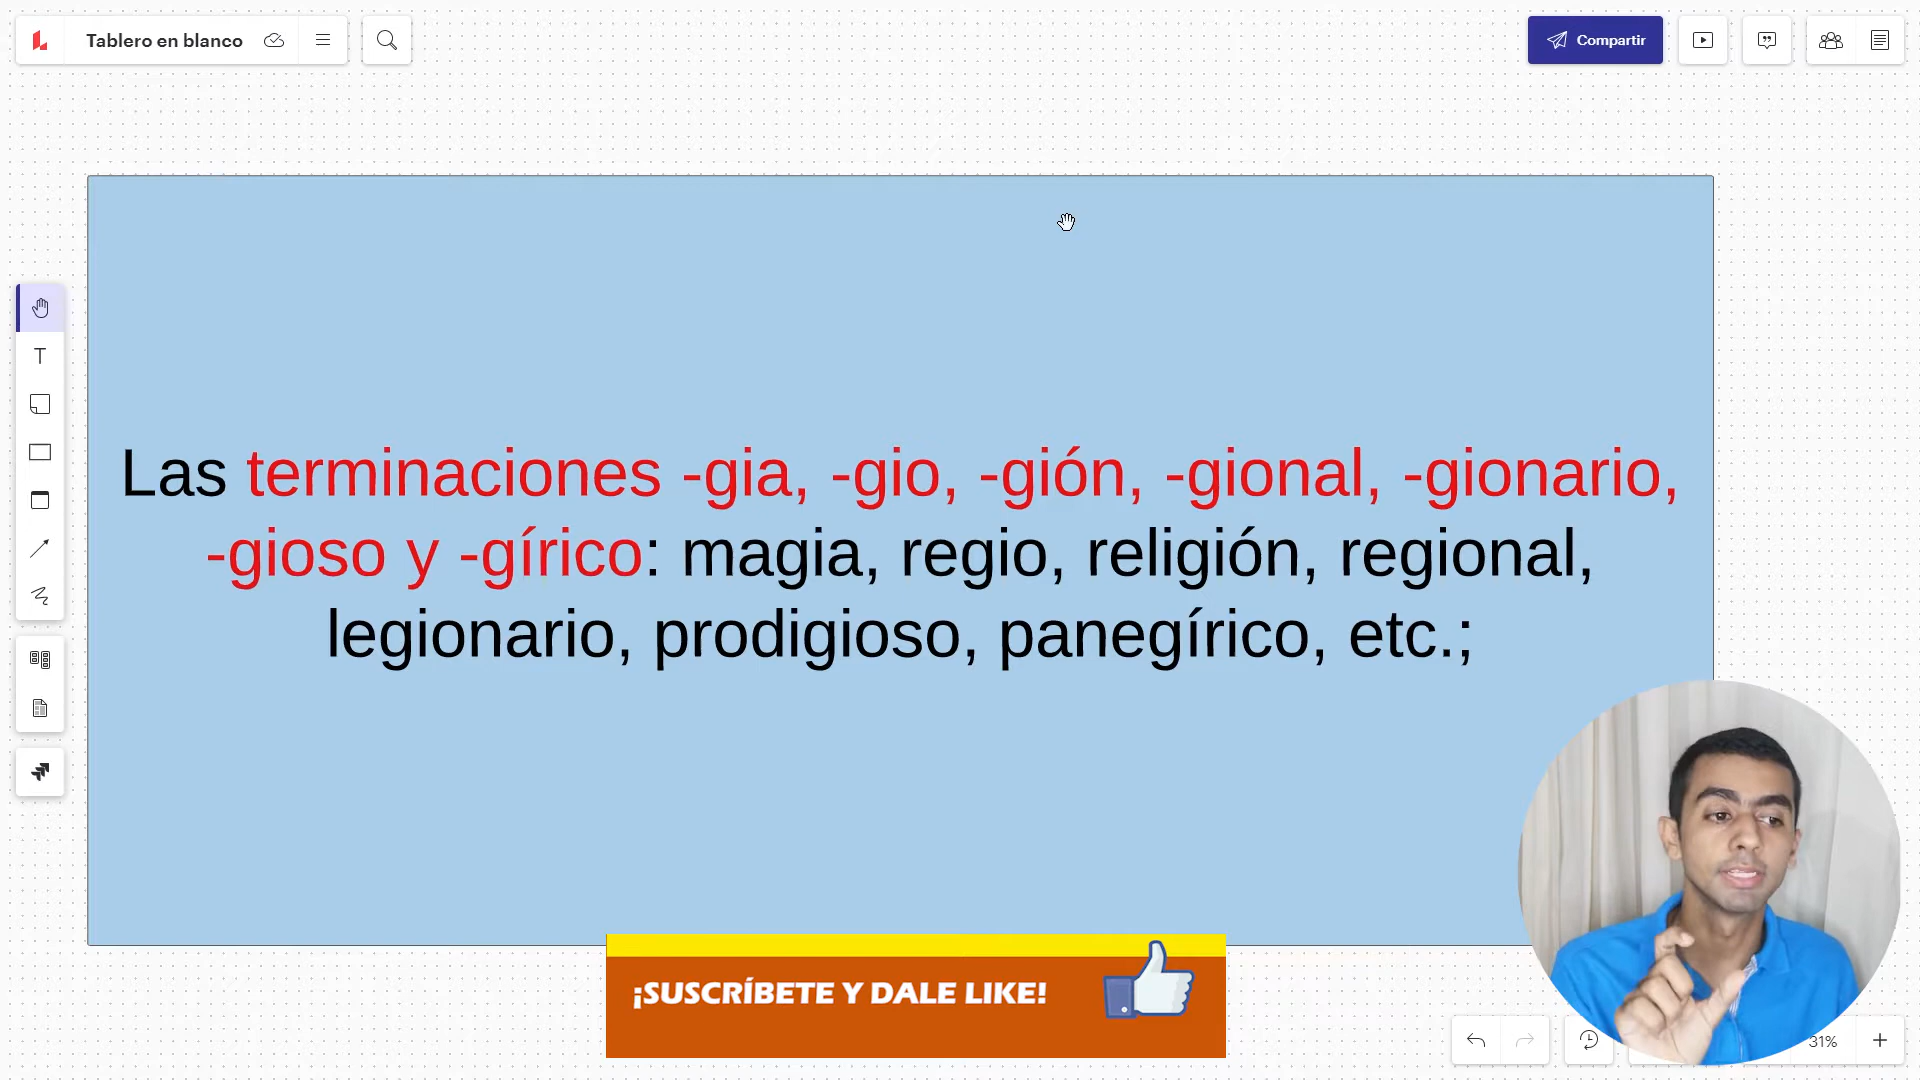 Tablero en blanco
Compartir
T
Las terminaciones -gia, -gio, -gión, -gional, -gionario,
-gioso y -gírico: magia, regio, religión, regional,
legionario, prodigioso, panegírico, etc.;
¡SUSCRÍBETE Y DALE LIKE!
31%